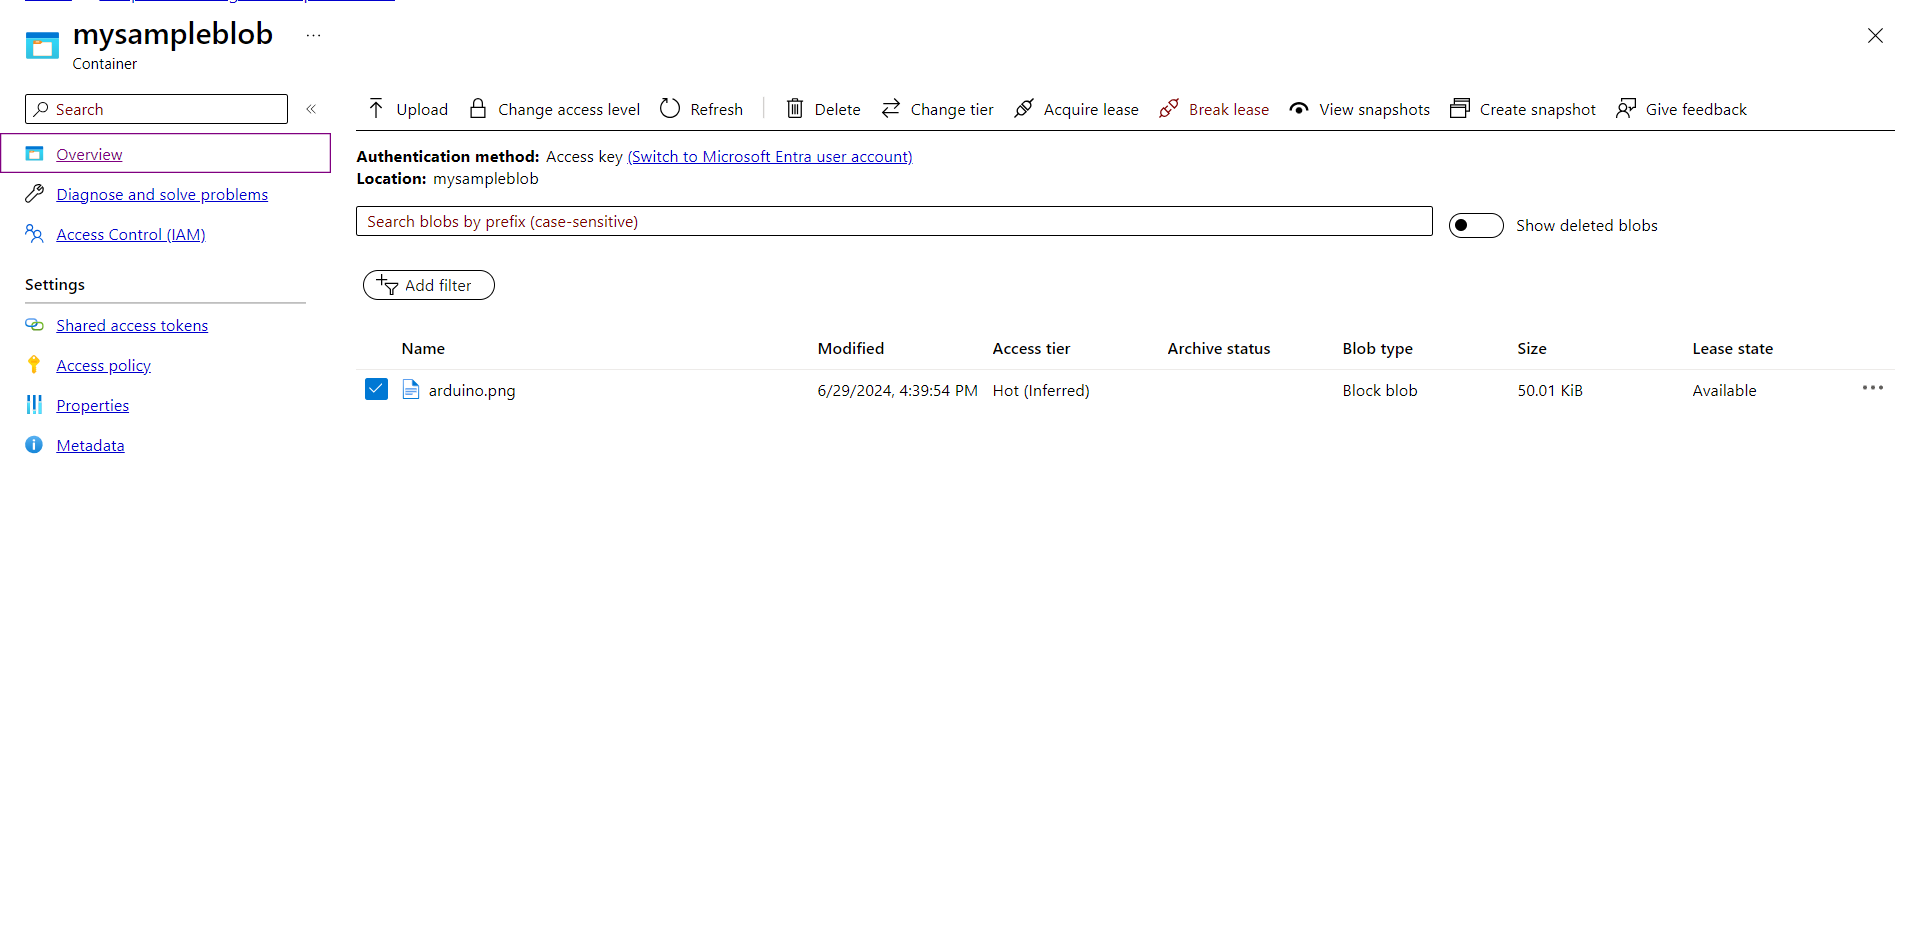 mysampleblob ...
Container
Search «
Upload Change access level Refresh Delete Change tier Acquire lease Break lease View snapshots Create snapshot Give feedback
Overview
Diagnose and solve problems
Access Control (IAM)
Settings
Shared access tokens
Access policy
Properties
Metadata
Authentication method: Access key (Switch to Microsoft Entra user account)
Location: mysampleblob
Search blobs by prefix (case-sensitive)
Show deleted blobs
Add filter
Name Modified Access tier Archive status Blob type Size Lease state
arduino.png 6/29/2024, 4:39:54 PM Hot (Inferred) Block blob 50.01 KiB Available ...